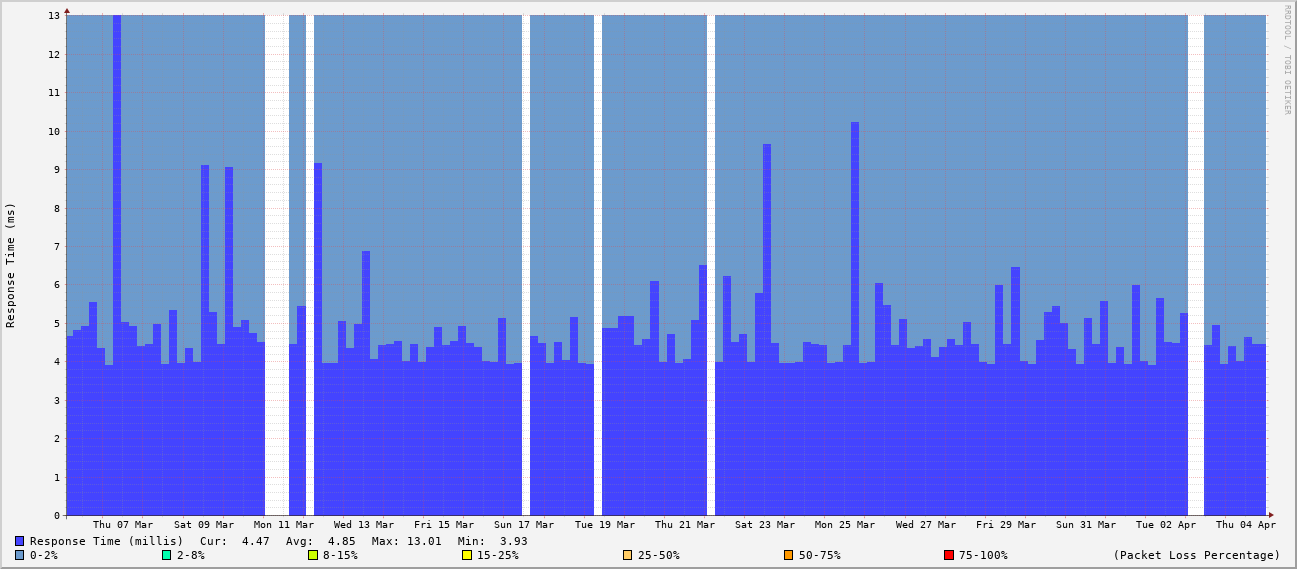 RRDTOOL / TOBI OETIKER
Response Time (ms)
13
12
11
10
9
8
7
6
5
4
3
2
1
0
Thu 07 Mar Sat 09 Mar Mon 11 Mar Wed 13 Mar Fri 15 Mar Sun 17 Mar Tue 19 Mar Thu 21 Mar Sat 23 Mar Mon 25 Mar Wed 27 Mar Fri 29 Mar Sun 31 Mar Tue 02 Apr Thu 04 Apr
Response Time (millis) Cur: 4.47 Avg: 4.85 Max: 13.01 Min: 3.93
0-2% 2-8% 8-15% 15-25% 25-50% 50-75% 75-100% (Packet Loss Percentage)